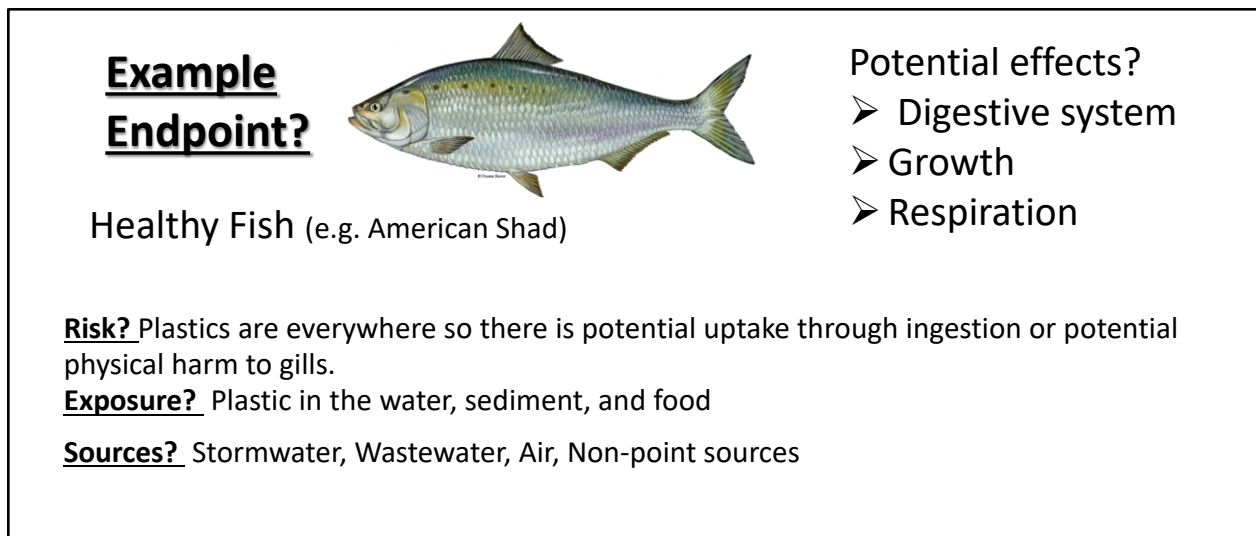 Example
Endpoint?
Healthy Fish (e.g. American Shad)
Potential effects?
➢ Digestive system
➢ Growth
➢ Respiration
Risk? Plastics are everywhere so there is potential uptake through ingestion or potential
physical harm to gills.
Exposure? Plastic in the water, sediment, and food
Sources? Stormwater, Wastewater, Air, Non-point sources